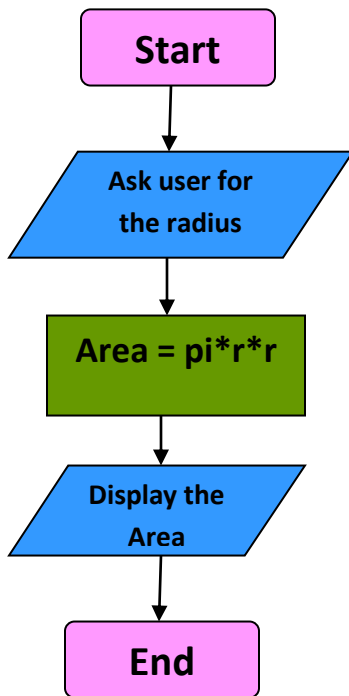 Start
Ask user for
the radius
Area = pi*r*r
Display the
Area
End